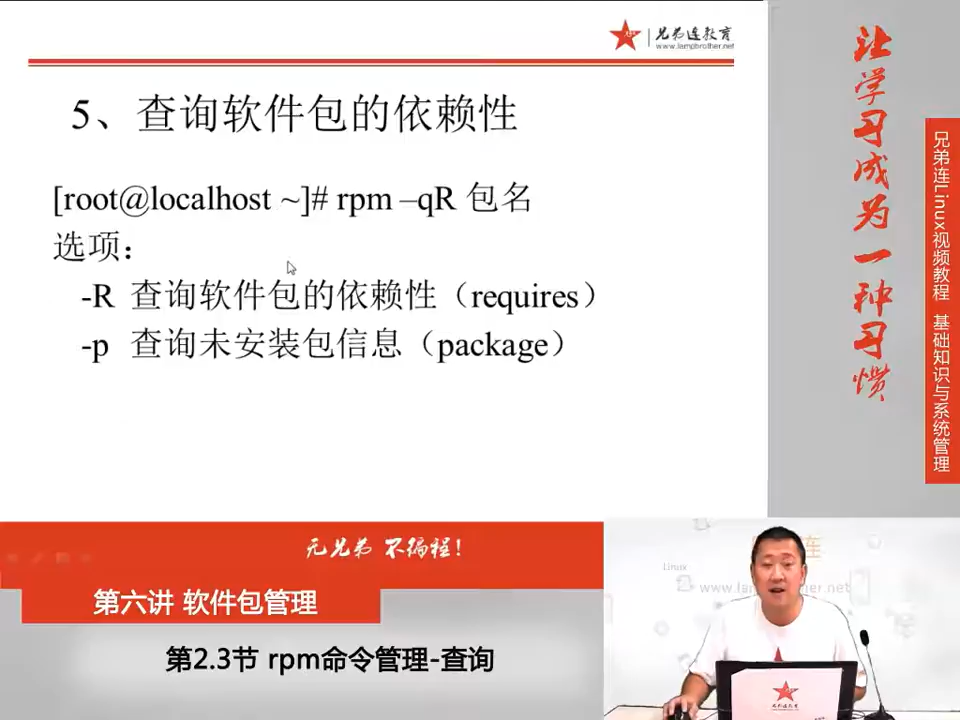 兄弟连教育
www.lampbrother.net
5、查询软件包的依赖性
[root@localhost ~]# rpm –qR 包名
选项：
-R 查询软件包的依赖性（requires）
-p 查询未安装包信息（package）
让学习成为一种习惯
兄弟连Linux视频教程 基础知识与系统管理
无兄弟 不编程！
第六讲 软件包管理
第2.3节 rpm命令管理-查询
Linux